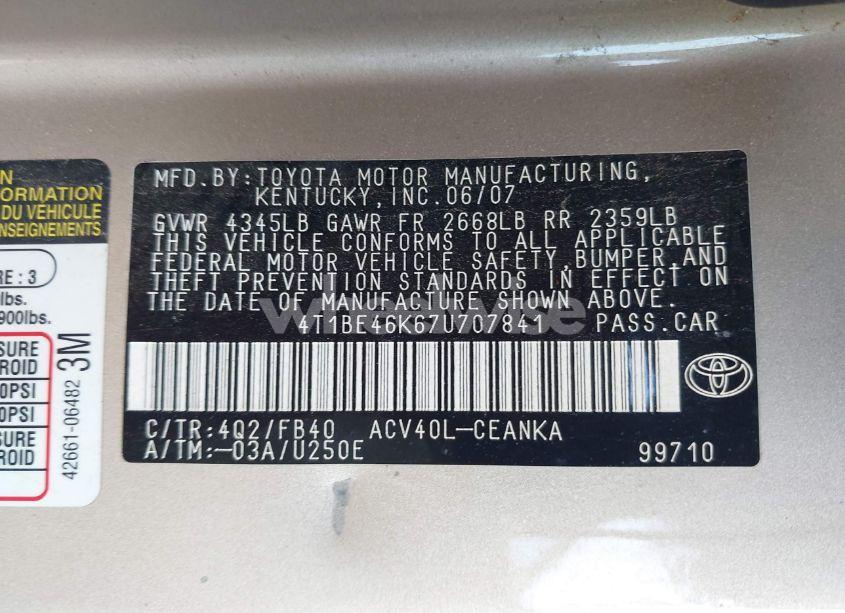 N
FORMATION
DU VÉHICULE
NSEIGNEMENTS
RE : 3
lbs.
900lbs.
SURE
ROID
0PSI
0PSI
SURE
ROID
42661-06482 3M
MFD.BY:TOYOTA MOTOR MANUFACTURING,
KENTUCKY,INC.06/07
GVWR 4345LB GAWR FR 2668LB RR 2359LB
THIS VEHICLE CONFORMS TO ALL APPLICABLE
FEDERAL MOTOR VEHICLE SAFETY,BUMPER,AND
THEFT PREVENTION STANDARDS IN EFFECT ON
THE DATE OF MANUFACTURE SHOWN ABOVE.
4T1BE46K67U707841 PASS.CAR
C/TR:4Q2/FB40 ACV40L-CEANKA
A/TM:-03A/U250E 99710